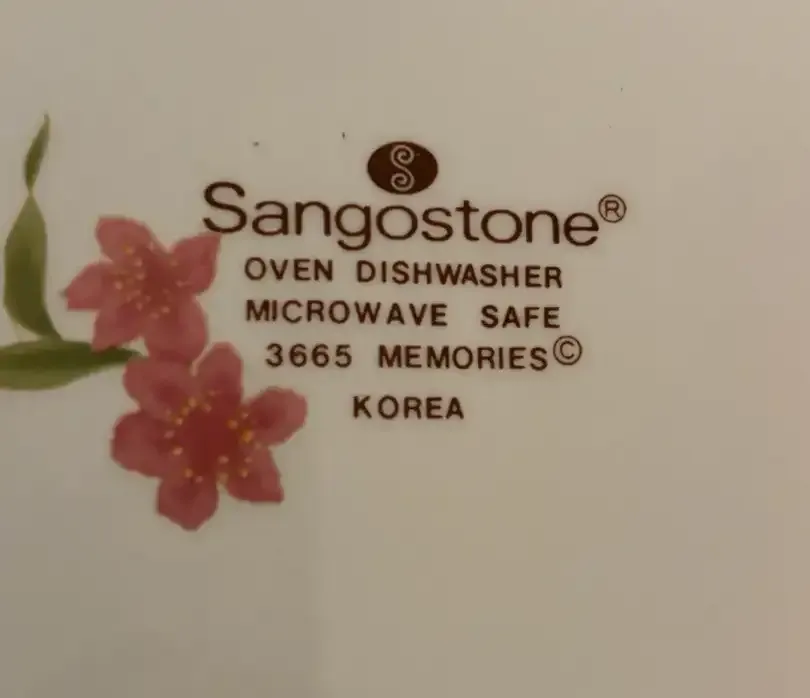 S
Sangostone®
OVEN DISHWASHER
MICROWAVE SAFE
3665 MEMORIES©
KOREA